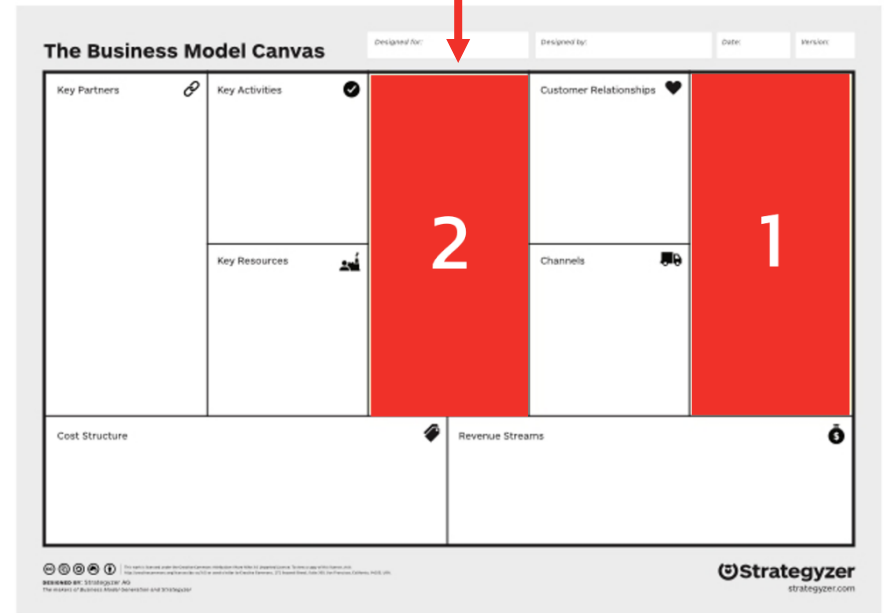 The Business Model Canvas
Designed for:
Designed by:
Date:
Version:
Key Partners
Key Activities
2
Customer Relationships
1
Key Resources
Channels
Cost Structure
Revenue Streams
$
DESIGNED BY: Strategyzer AG
The makers of Business Model Generation and Strategyzer
Strategyzer
strategyzer.com